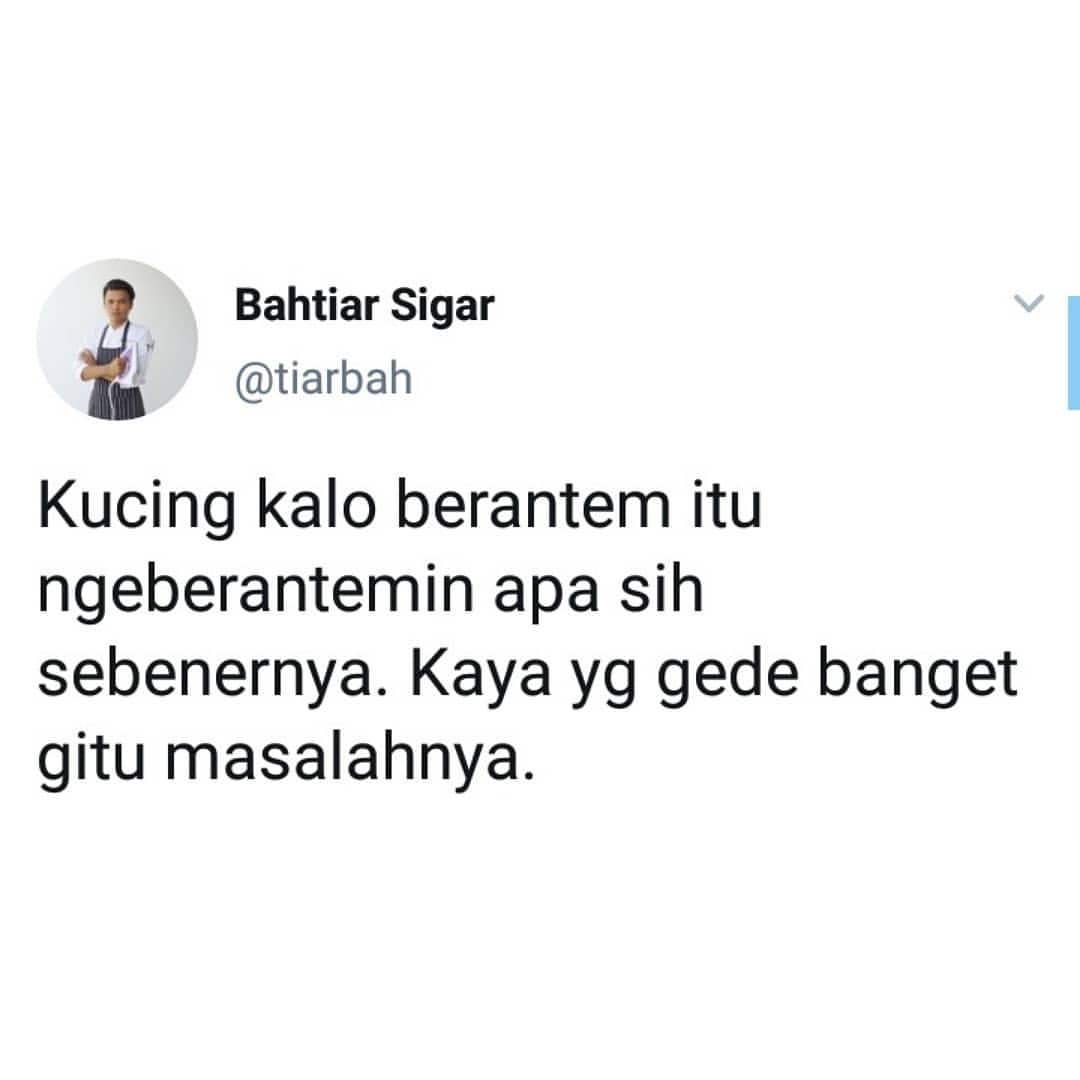 Bahtiar Sigar
@tiarbah
Kucing kalo berantem itu
ngeberantemin apa sih
sebenernya. Kaya yg gede banget
gitu masalahnya.